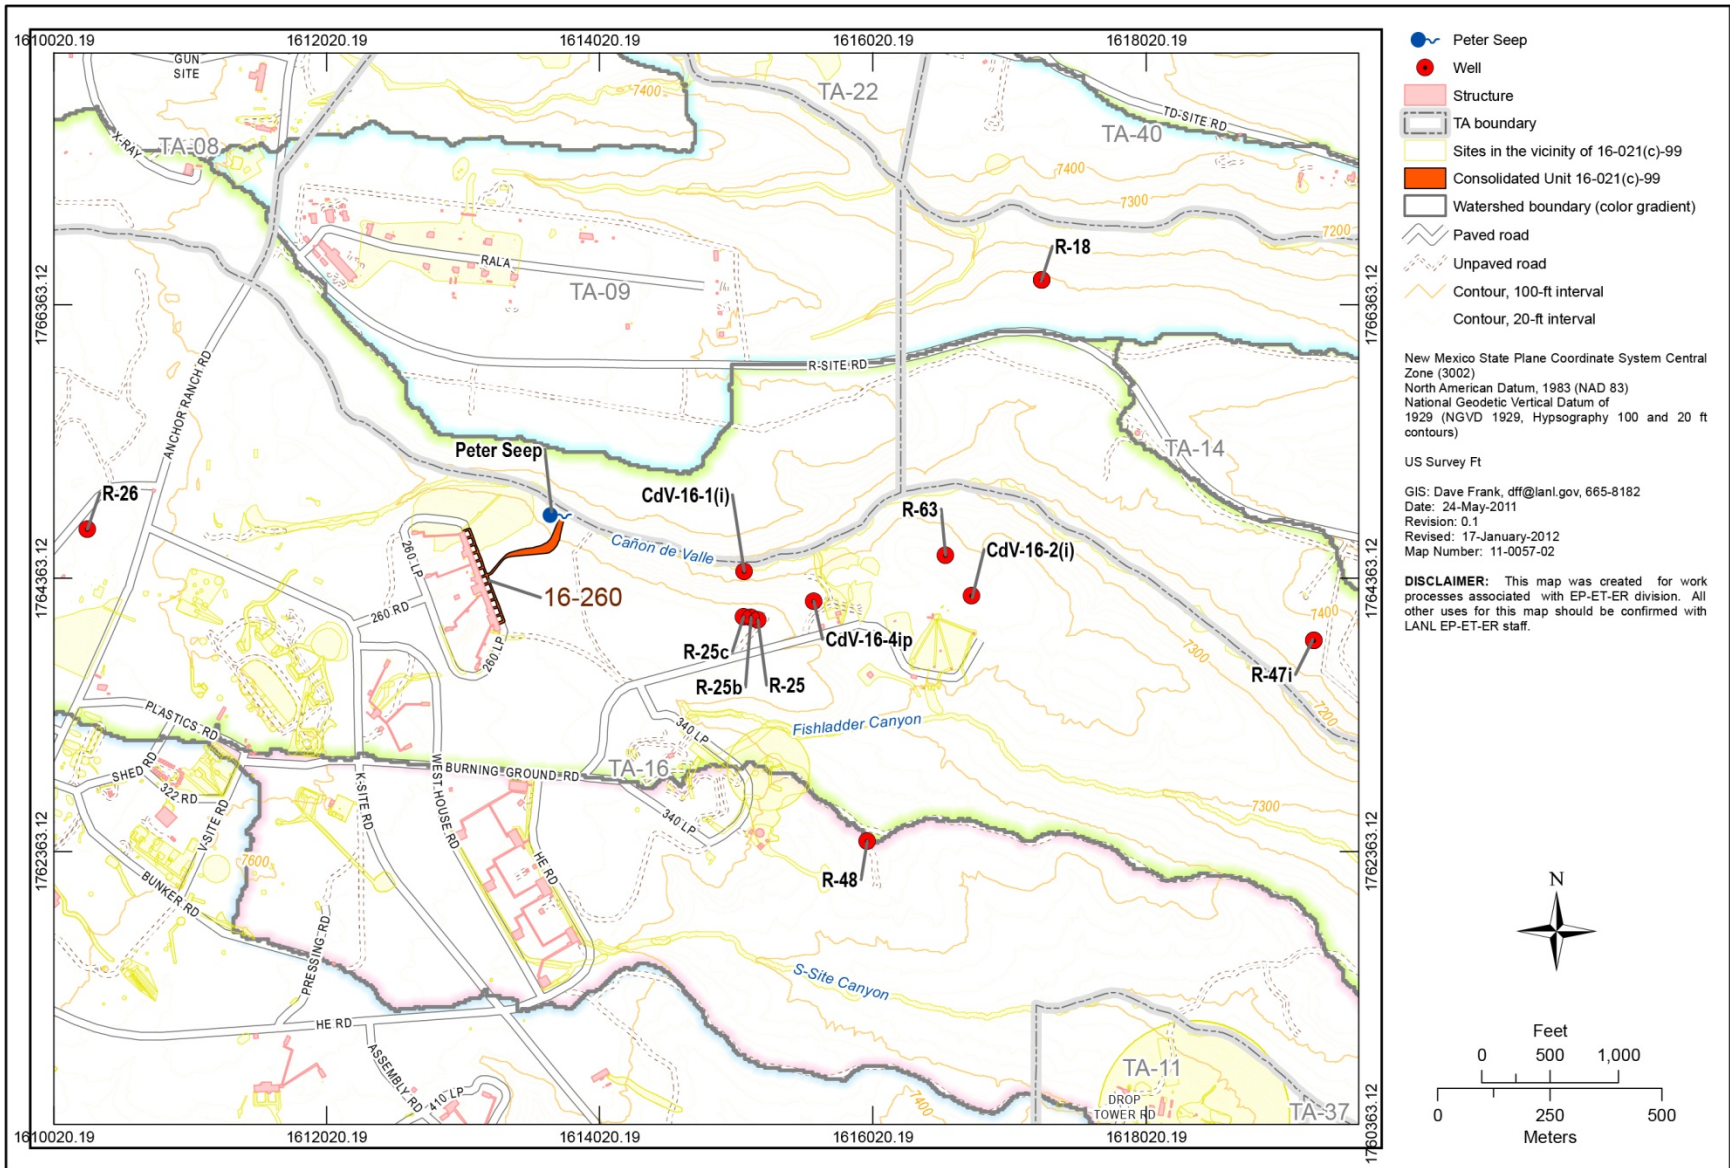 1610020.19
1612020.19
1614020.19
1616020.19
1618020.19
GUN
SITE
X-RAY
TA-08
7400
TA-22
TA-40
TD-SITE RD
7400
7300
7200
R-18
RALA
TA-09
1766363.12
1766363.12
ANCHOR RANCH RD
R-SITE RD
TA-14
Peter Seep
CdV-16-1(i)
R-63
R-26
Cañon de Valle
CdV-16-2(i)
260 LP
16-260
1764363.12
1764363.12
260 RD
7400
CdV-16-4ip
R-25c
260 LP
7300
R-47i
R-25b
R-25
7200
PLASTICS RD
340 LP
Fishladder Canyon
SHED RD
BURNING GROUND RD
TA-16
322 RD
V-SITE RD
K-SITE RD
WEST HOUSE RD
340 LP
7300
7600
BUNKER RD
HE RD
R-48
1762363.12
1762363.12
PRESSING RD
S-Site Canyon
HE RD
ASSEMBLY RD
410 LP
7400
TA-11
DROP
TOWER RD
TA-37
1760363.12
1610020.19
1612020.19
1614020.19
1616020.19
1618020.19
Peter Seep
Well
Structure
TA boundary
Sites in the vicinity of 16-021(c)-99
Consolidated Unit 16-021(c)-99
Watershed boundary (color gradient)
Paved road
Unpaved road
Contour, 100-ft interval
Contour, 20-ft interval
New Mexico State Plane Coordinate System Central
Zone (3002)
North American Datum, 1983 (NAD 83)
National Geodetic Vertical Datum of
1929 (NGVD 1929, Hypsography 100 and 20 ft
contours)
US Survey Ft
GIS: Dave Frank, dff@lanl.gov, 665-8182
Date: 24-May-2011
Revision: 0.1
Revised: 17-January-2012
Map Number: 11-0057-02
DISCLAIMER: This map was created for work
processes associated with EP-ET-ER division. All
other uses for this map should be confirmed with
LANL EP-ET-ER staff.
N
Feet
0 500 1,000
0 250 500
Meters